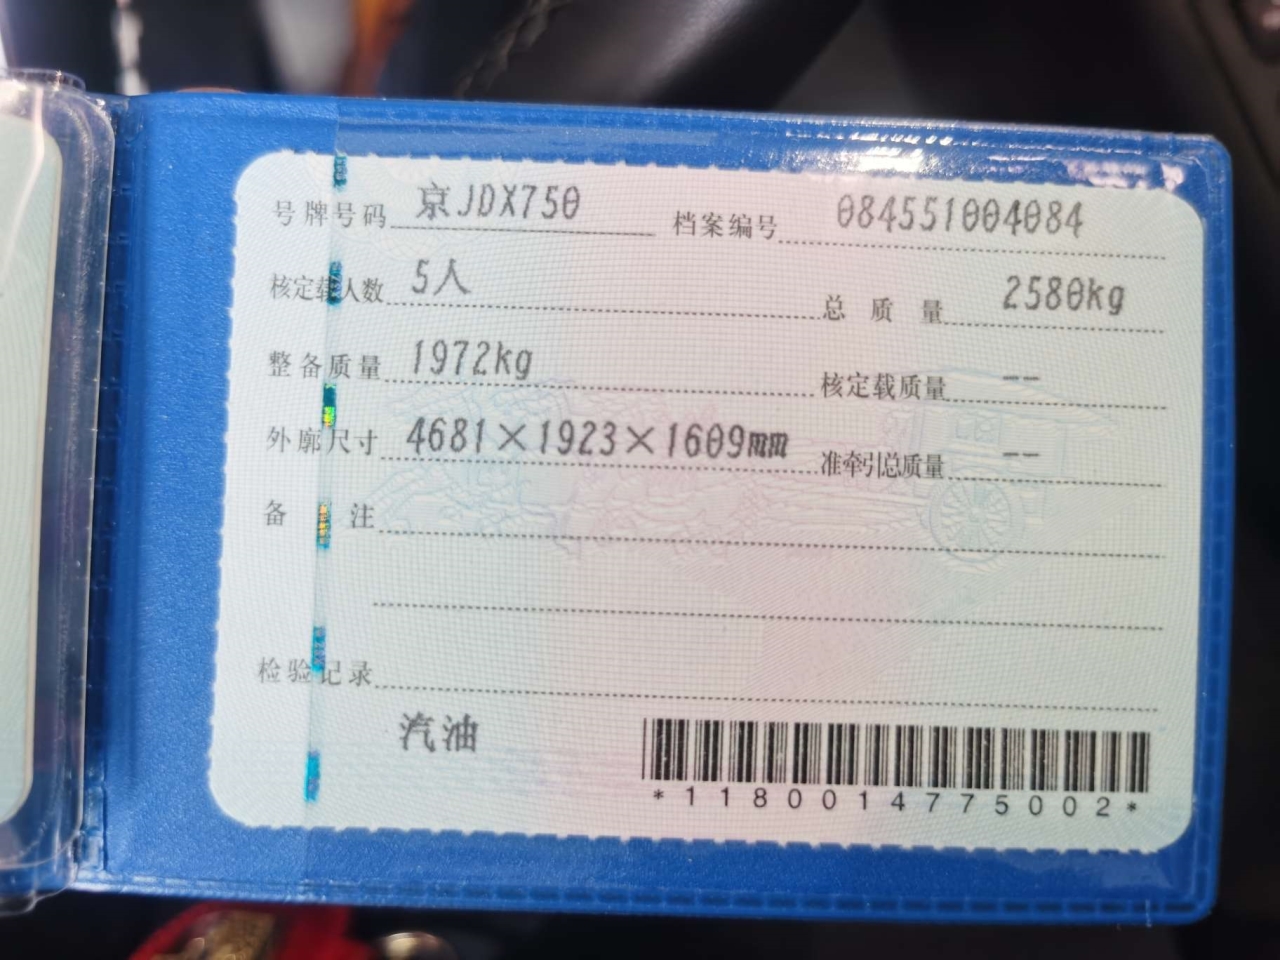 号牌号码 京JDX750 档案编号 084551004084
核定载人数 5人 总质量 2580kg
整备质量 1972kg 核定载质量 --
外廓尺寸 4681×1923×1609mm 准牵引总质量 --
备注
检验记录
汽油
*1180014775002*